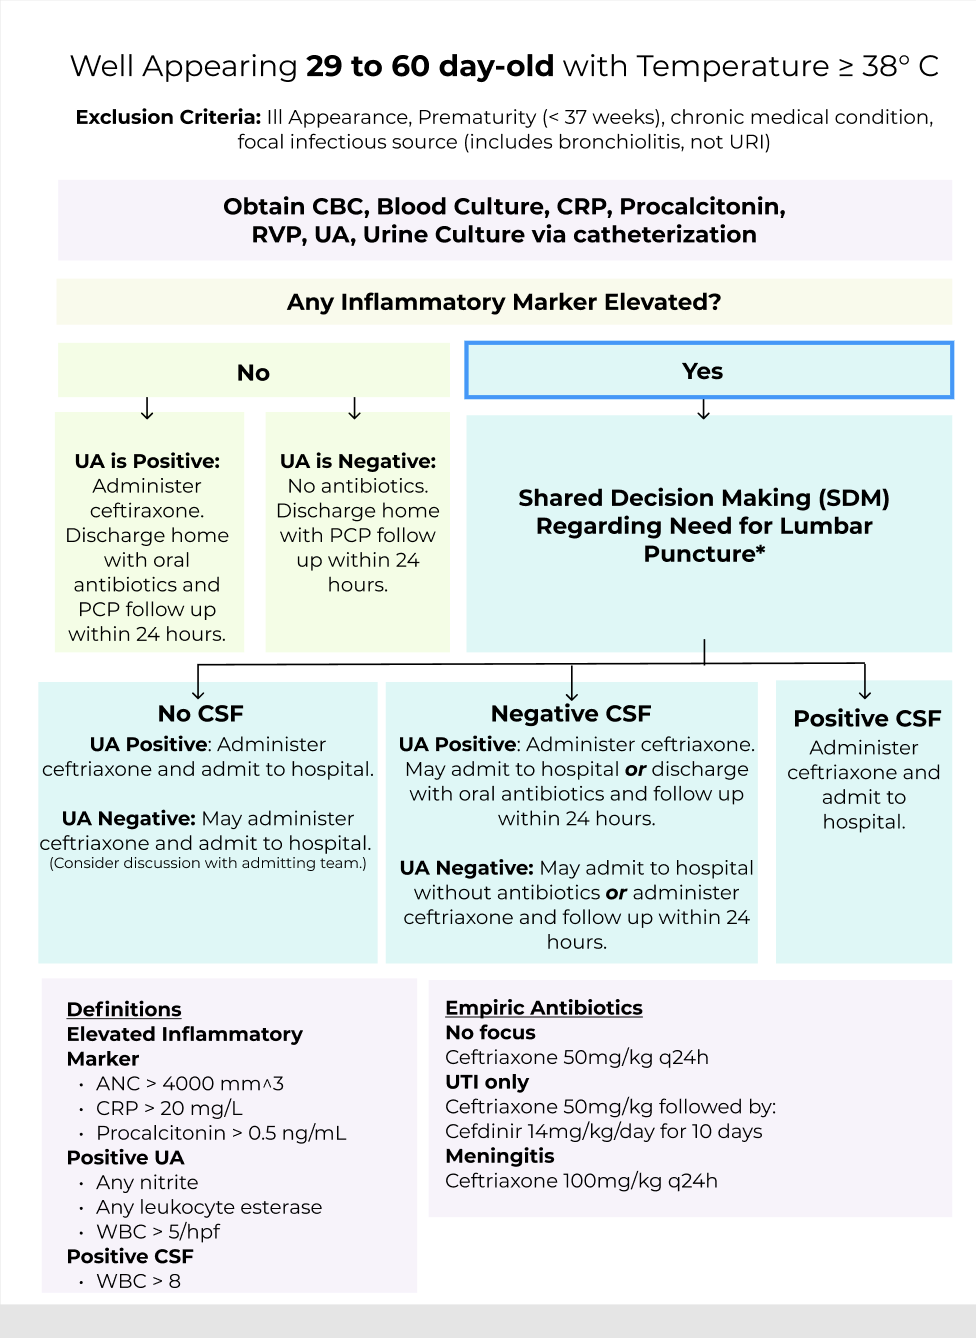 Well Appearing 29 to 60 day-old with Temperature ≥ 38° C
Exclusion Criteria: Ill Appearance, Prematurity (< 37 weeks), chronic medical condition,
focal infectious source (includes bronchiolitis, not URI)
Obtain CBC, Blood Culture, CRP, Procalcitonin,
RVP, UA, Urine Culture via catheterization
Any Inflammatory Marker Elevated?
No
Yes
UA is Positive:
Administer
ceftiraxone.
Discharge home
with oral
antibiotics and
PCP follow up
within 24 hours.
UA is Negative:
No antibiotics.
Discharge home
with PCP follow
up within 24
hours.
Shared Decision Making (SDM)
Regarding Need for Lumbar
Puncture*
No CSF
UA Positive: Administer
ceftriaxone and admit to hospital.
UA Negative: May administer
ceftriaxone and admit to hospital.
(Consider discussion with admitting team.)
Negative CSF
UA Positive: Administer ceftriaxone.
May admit to hospital or discharge
with oral antibiotics and follow up
within 24 hours.
UA Negative: May admit to hospital
without antibiotics or administer
ceftriaxone and follow up within 24
hours.
Positive CSF
Administer
ceftriaxone and
admit to
hospital.
Definitions
Elevated Inflammatory
Marker
• ANC > 4000 mm^3
• CRP > 20 mg/L
• Procalcitonin > 0.5 ng/mL
Positive UA
• Any nitrite
• Any leukocyte esterase
• WBC > 5/hpf
Positive CSF
• WBC > 8
Empiric Antibiotics
No focus
Ceftriaxone 50mg/kg q24h
UTI only
Ceftriaxone 50mg/kg followed by:
Cefdinir 14mg/kg/day for 10 days
Meningitis
Ceftriaxone 100mg/kg q24h